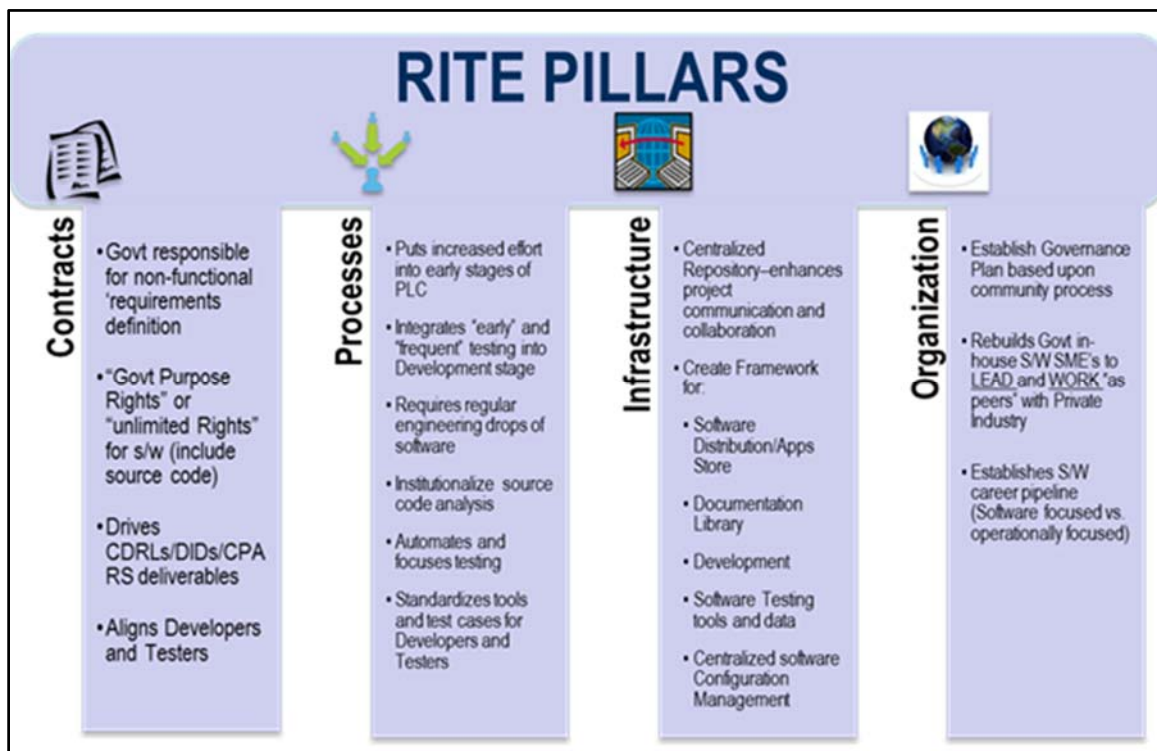 RITE PILLARS
Contracts
•Govt responsible
for non-functional
'requirements
definition
•"Govt Purpose
Rights" or
"unlimited Rights"
for s/w (include
source code)
•Drives
CDRLs/DIDs/CPA
RS deliverables
•Aligns Developers
and Testers
Processes
•Puts increased effort
into early stages of
PLC
•Integrates "early" and
"frequent" testing into
Development stage
•Requires regular
engineering drops of
software
•Institutionalize source
code analysis
•Automates and
focuses testing
•Standardizes tools
and test cases for
Developers and
Testers
Infrastructure
•Centralized
Repository–enhances
project
communication and
collaboration
•Create Framework
for:
•Software
Distribution/Apps
Store
•Documentation
Library
•Development
•Software Testing
tools and data
•Centralized software
Configuration
Management
Organization
•Establish Governance
Plan based upon
community process
•Rebuilds Govt in-
house S/W SME's to
LEAD and WORK "as
peers" with Private
Industry
•Establishes S/W
career pipeline
(Software focused vs.
operationally focused)